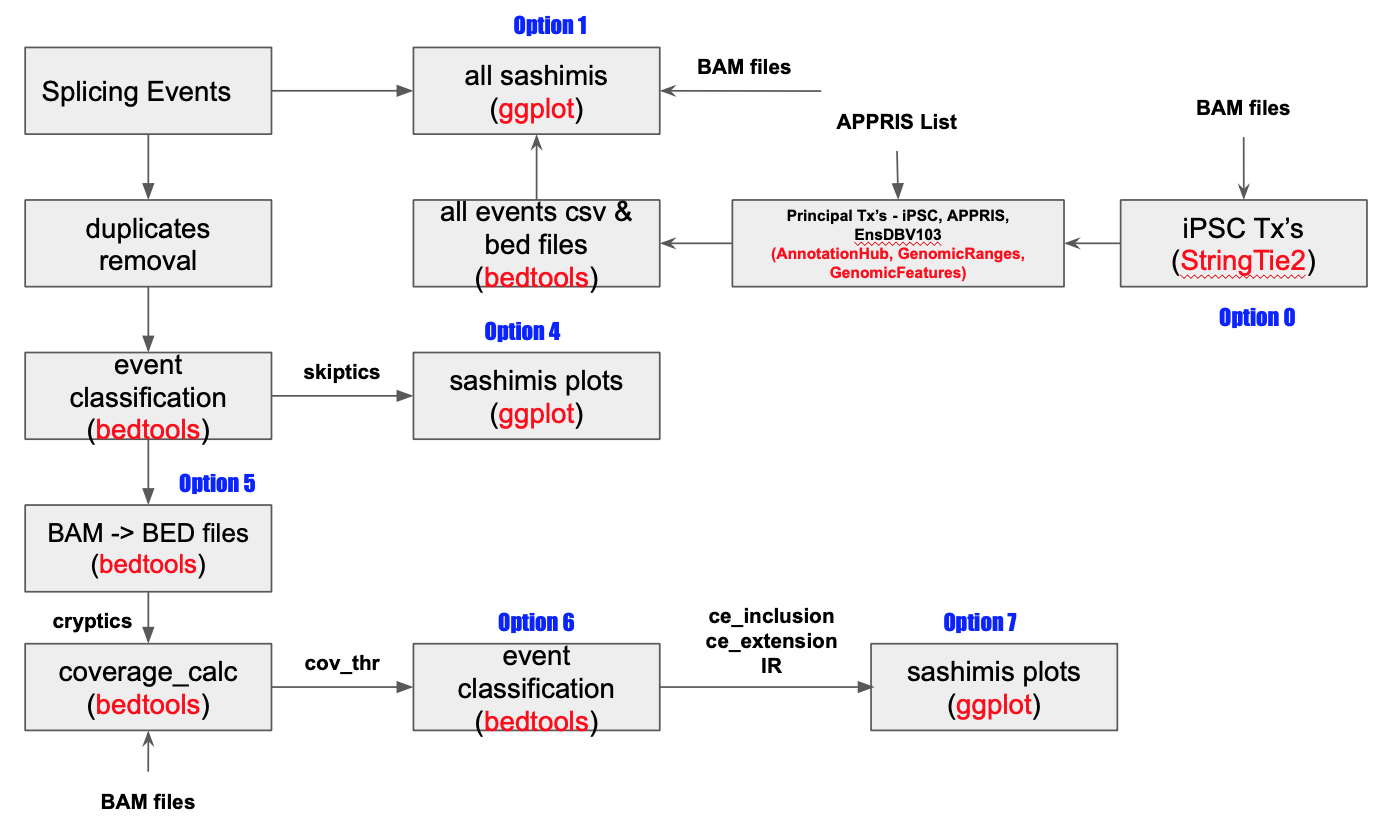 Option 1
Splicing Events
all sashimis
(ggplot)
BAM files
APPRIS List
BAM files
duplicates
removal
all events csv &
bed files
(bedtools)
Principal Tx's - iPSC, APPRIS,
EnsDBV103
(AnnotationHub, GenomicRanges,
GenomicFeatures)
iPSC Tx's
(StringTie2)
Option 0
Option 4
event
classification
(bedtools)
skiptics
sashimis plots
(ggplot)
Option 5
BAM -> BED files
(bedtools)
cryptics
coverage_calc
(bedtools)
BAM files
cov_thr
Option 6
event
classification
(bedtools)
ce_inclusion
ce_extension
IR
Option 7
sashimis plots
(ggplot)